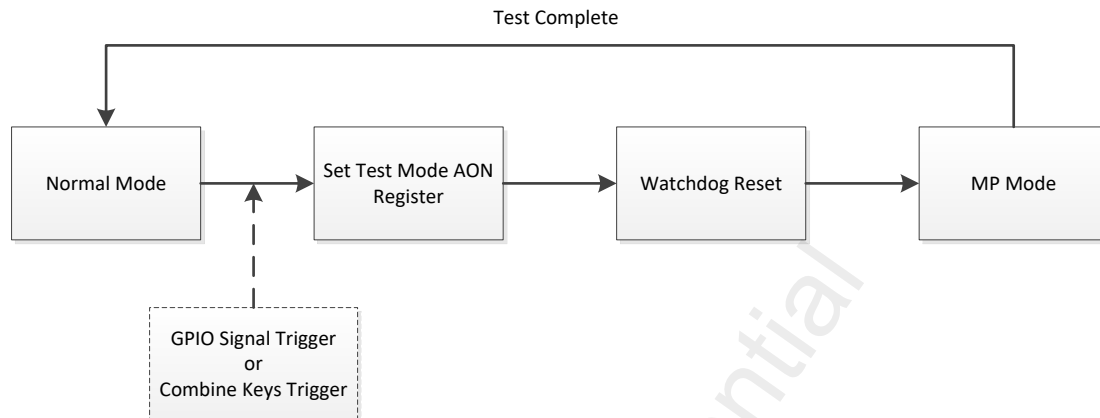 Test Complete
Normal Mode
Set Test Mode AON
Register
Watchdog Reset
MP Mode
GPIO Signal Trigger
or
Combine Keys Trigger
ntial